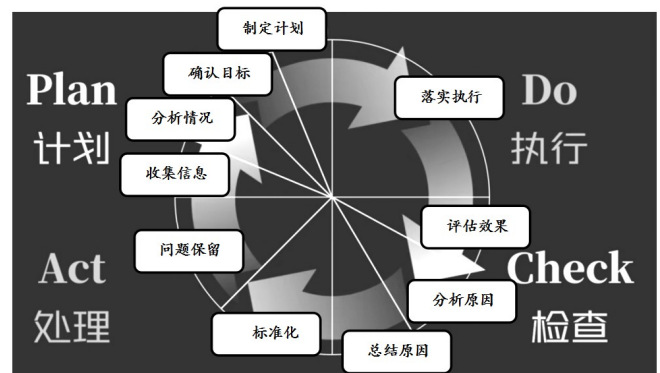 制定计划
确认目标
分析情况
收集信息
Plan
计划
落实执行
Do
执行
评估效果
分析原因
总结原因
Check
检查
标准化
问题保留
Act
处理